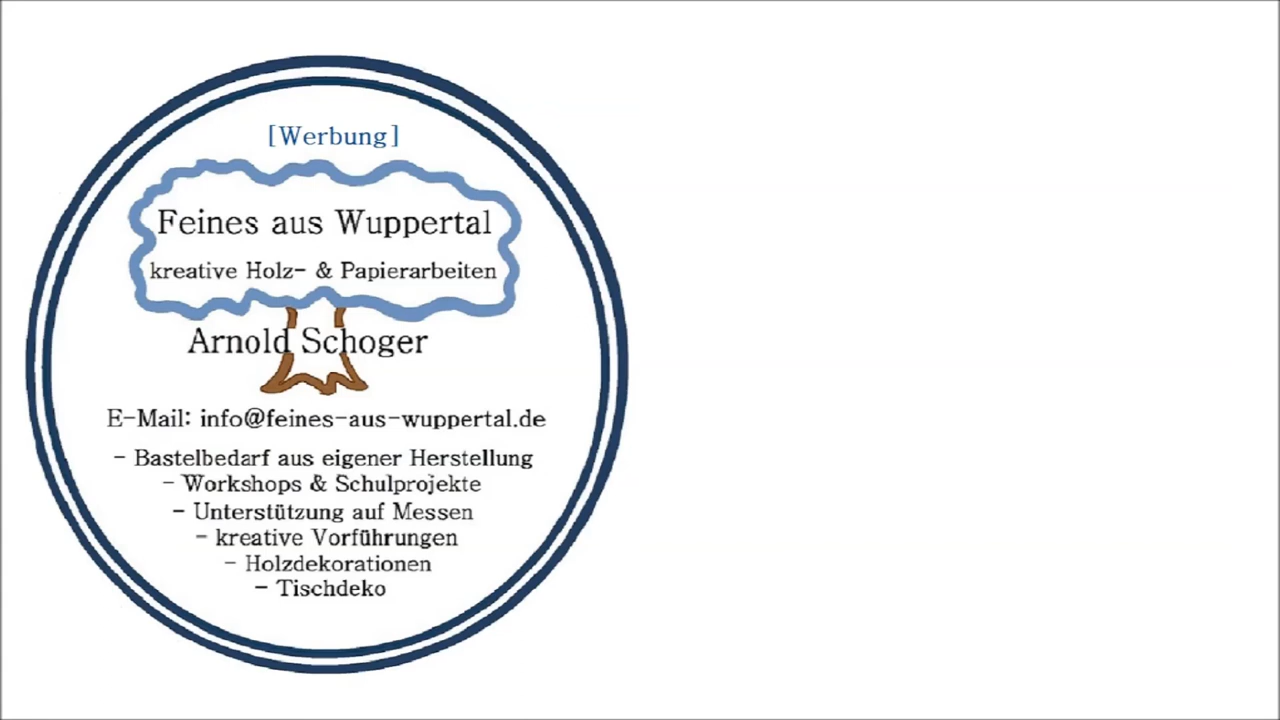 [Werbung]
Feines aus Wuppertal
kreative Holz- & Papierarbeiten
Arnold Schoger
E-Mail: info@feines-aus-wuppertal.de
- Bastelbedarf aus eigener Herstellung
- Workshops & Schulprojekte
- Unterstützung auf Messen
- kreative Vorführungen
- Holzdekorationen
- Tischdeko